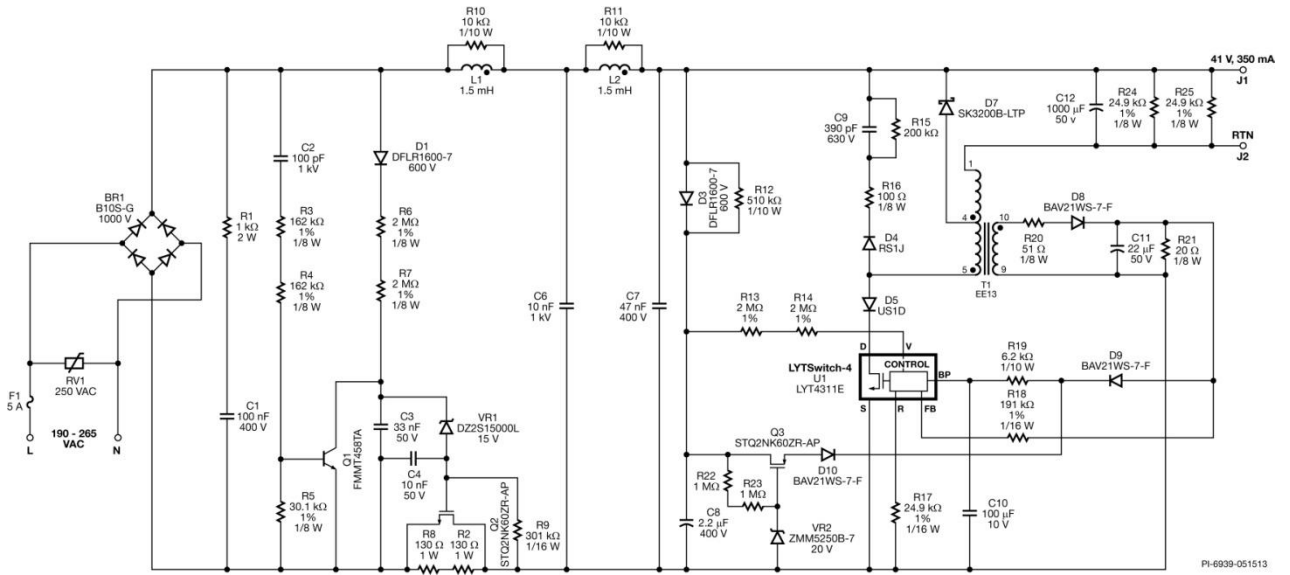 R10
10 kΩ
1/10 W
L1
1.5 mH
R11
10 kΩ
1/10 W
L2
1.5 mH
41 V, 350 mA
J1
RTN
J2
BR1
B10S-G
1000 V
R1
1 kΩ
2 W
C2
100 pF
1 kV
R3
162 kΩ
1%
1/8 W
R4
162 kΩ
1%
1/8 W
R5
30.1 kΩ
1%
1/8 W
D1
DFLR1600-7
600 V
R6
2 MΩ
1%
1/8 W
R7
2 MΩ
1%
1/8 W
C1
100 nF
400 V
Q1
FMMT458TA
C3
33 nF
50 V
C4
10 nF
50 V
VR1
DZ2S15000L
15 V
Q2
STQ2NK60ZR-AP
R8
130 Ω
1 W
R2
130 Ω
1 W
R9
301 kΩ
1/16 W
C6
10 nF
1 kV
C7
47 nF
400 V
D3
DFLR1600-7
600 V
R12
510 kΩ
1/10 W
C9
390 pF
630 V
R15
200 kΩ
R16
100 Ω
1/8 W
D4
RS1J
D5
US1D
D7
SK3200B-LTP
C12
1000 µF
50 v
R24
24.9 kΩ
1%
1/8 W
R25
24.9 kΩ
1%
1/8 W
1
4
5
10
9
T1
EE13
R20
51 Ω
1/8 W
D8
BAV21WS-7-F
C11
22 µF
50 V
R21
20 Ω
1/8 W
R13
2 MΩ
1%
R14
2 MΩ
1%
D
V
LYTSwitch-4
U1
LYT4311E
CONTROL
BP
S
R
FB
R19
6.2 kΩ
1/10 W
R18
191 kΩ
1%
1/16 W
D9
BAV21WS-7-F
Q3
STQ2NK60ZR-AP
D10
BAV21WS-7-F
R22
1 MΩ
R23
1 MΩ
C8
2.2 µF
400 V
VR2
ZMM5250B-7
20 V
R17
24.9 kΩ
1%
1/16 W
C10
100 µF
10 V
RV1
250 VAC
F1
5 A
190 - 265
VAC
L
N
PI-6939-051513